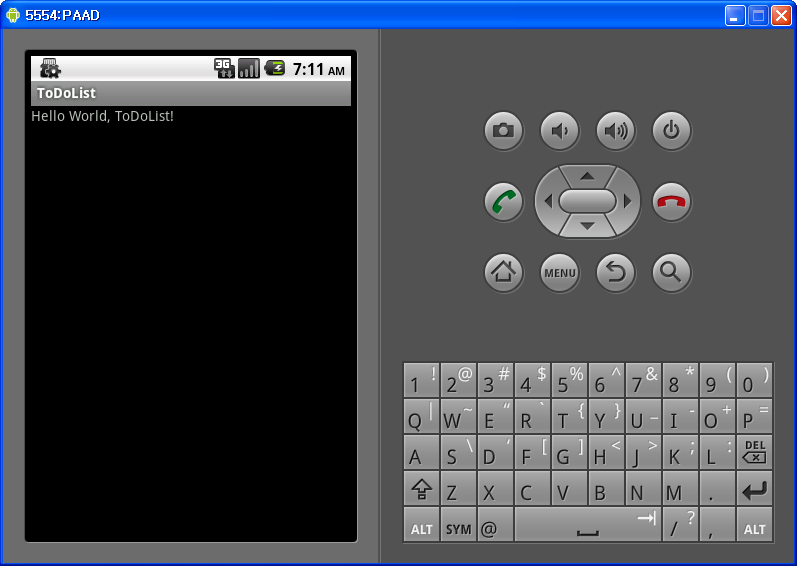 5554:PAAD
3G 7:11 AM
ToDoList
Hello World, ToDoList!
MENU
1 ! 2 @ 3 # 4 $ 5 % 6 ^ 7 & 8 * 9 ( 0 )
Q | W ~ E “ R ` T { Y } U _ I - O + P =
A S \ D ‘ F [ G ] H < J > K ; L : DEL
Z X C V B N M .
ALT SYM @ / ? , ALT